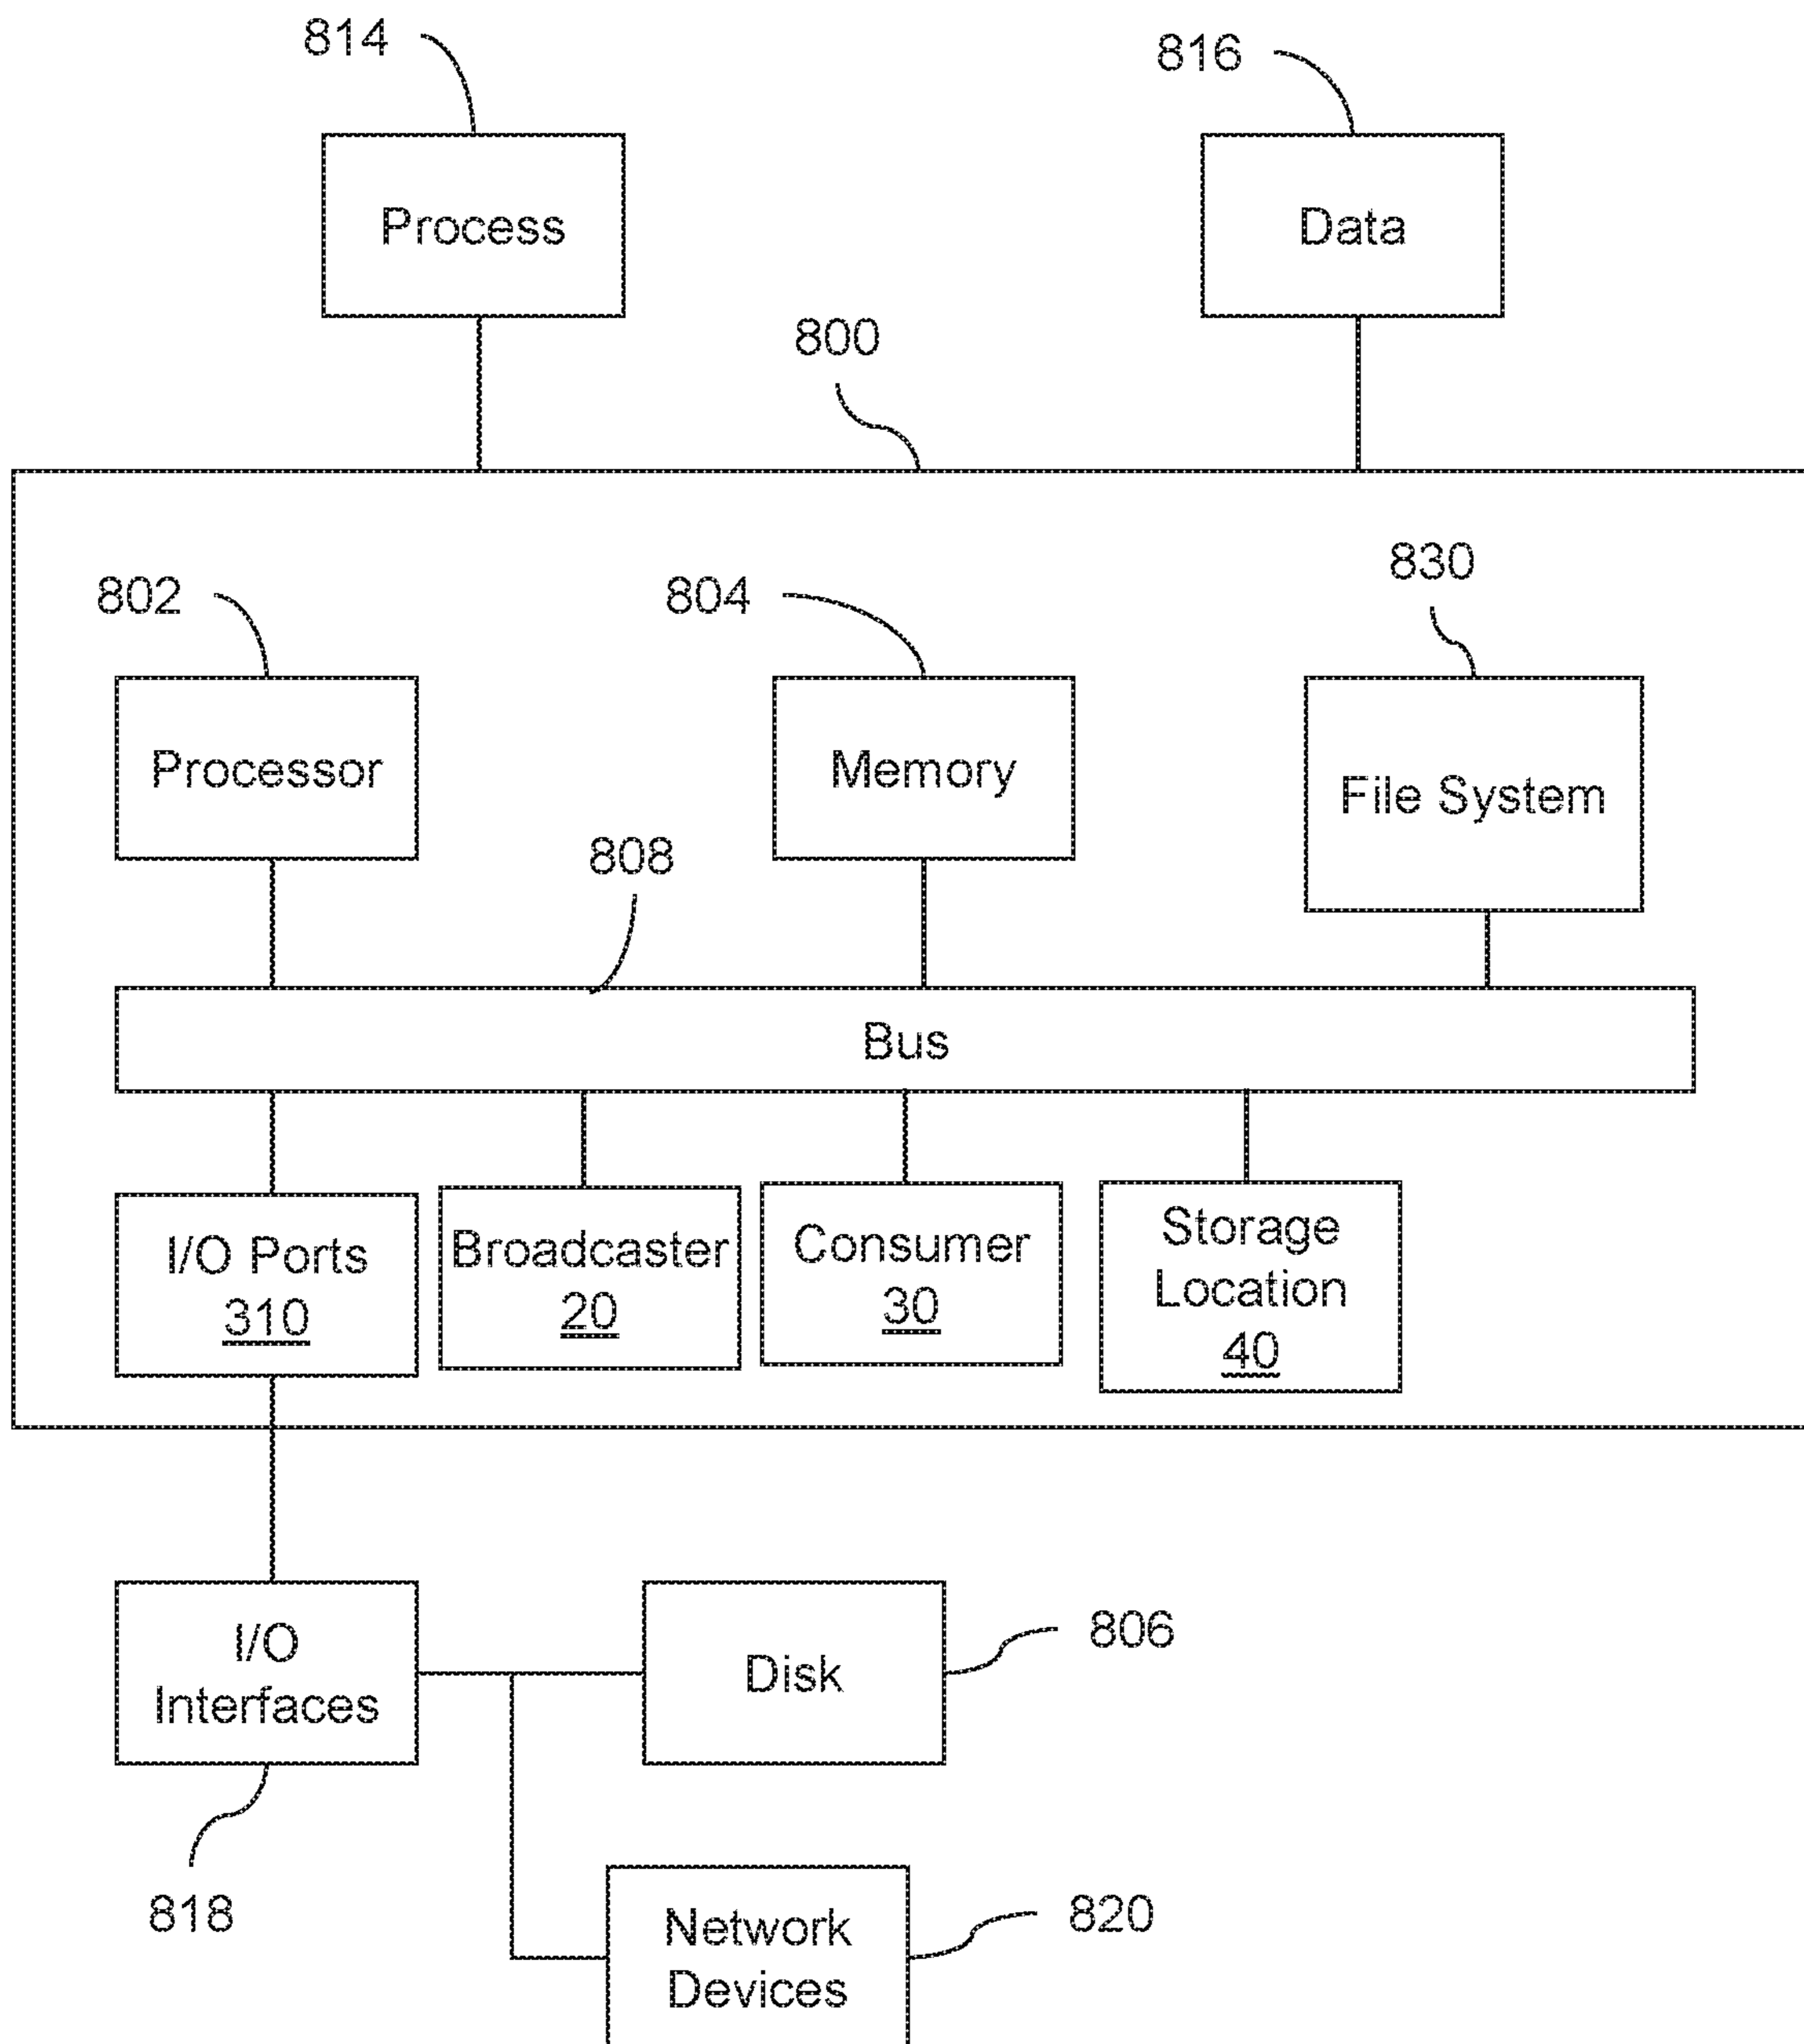 814
816
Process
Data
800
802
804
830
Processor
Memory
File System
808
Bus
I/O Ports
310
Broadcaster
20
Consumer
30
Storage
Location
40
I/O
Interfaces
Disk
806
818
Network
Devices
820